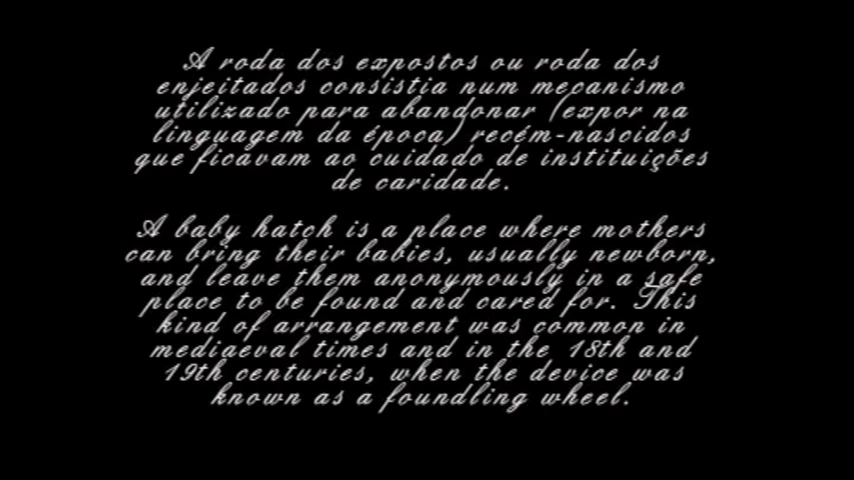 A roda dos expostos ou roda dos
enjeitados consistia num mecanismo
utilizado para abandonar (expor na
linguagem da época) recém-nascidos
que ficavam ao cuidado de instituições
de caridade.
A baby hatch is a place where mothers
can bring their babies, usually newborn,
and leave them anonymously in a safe
place to be found and cared for. This
kind of arrangement was common in
mediaeval times and in the 18th and
19th centuries, when the device was
known as a foundling wheel.